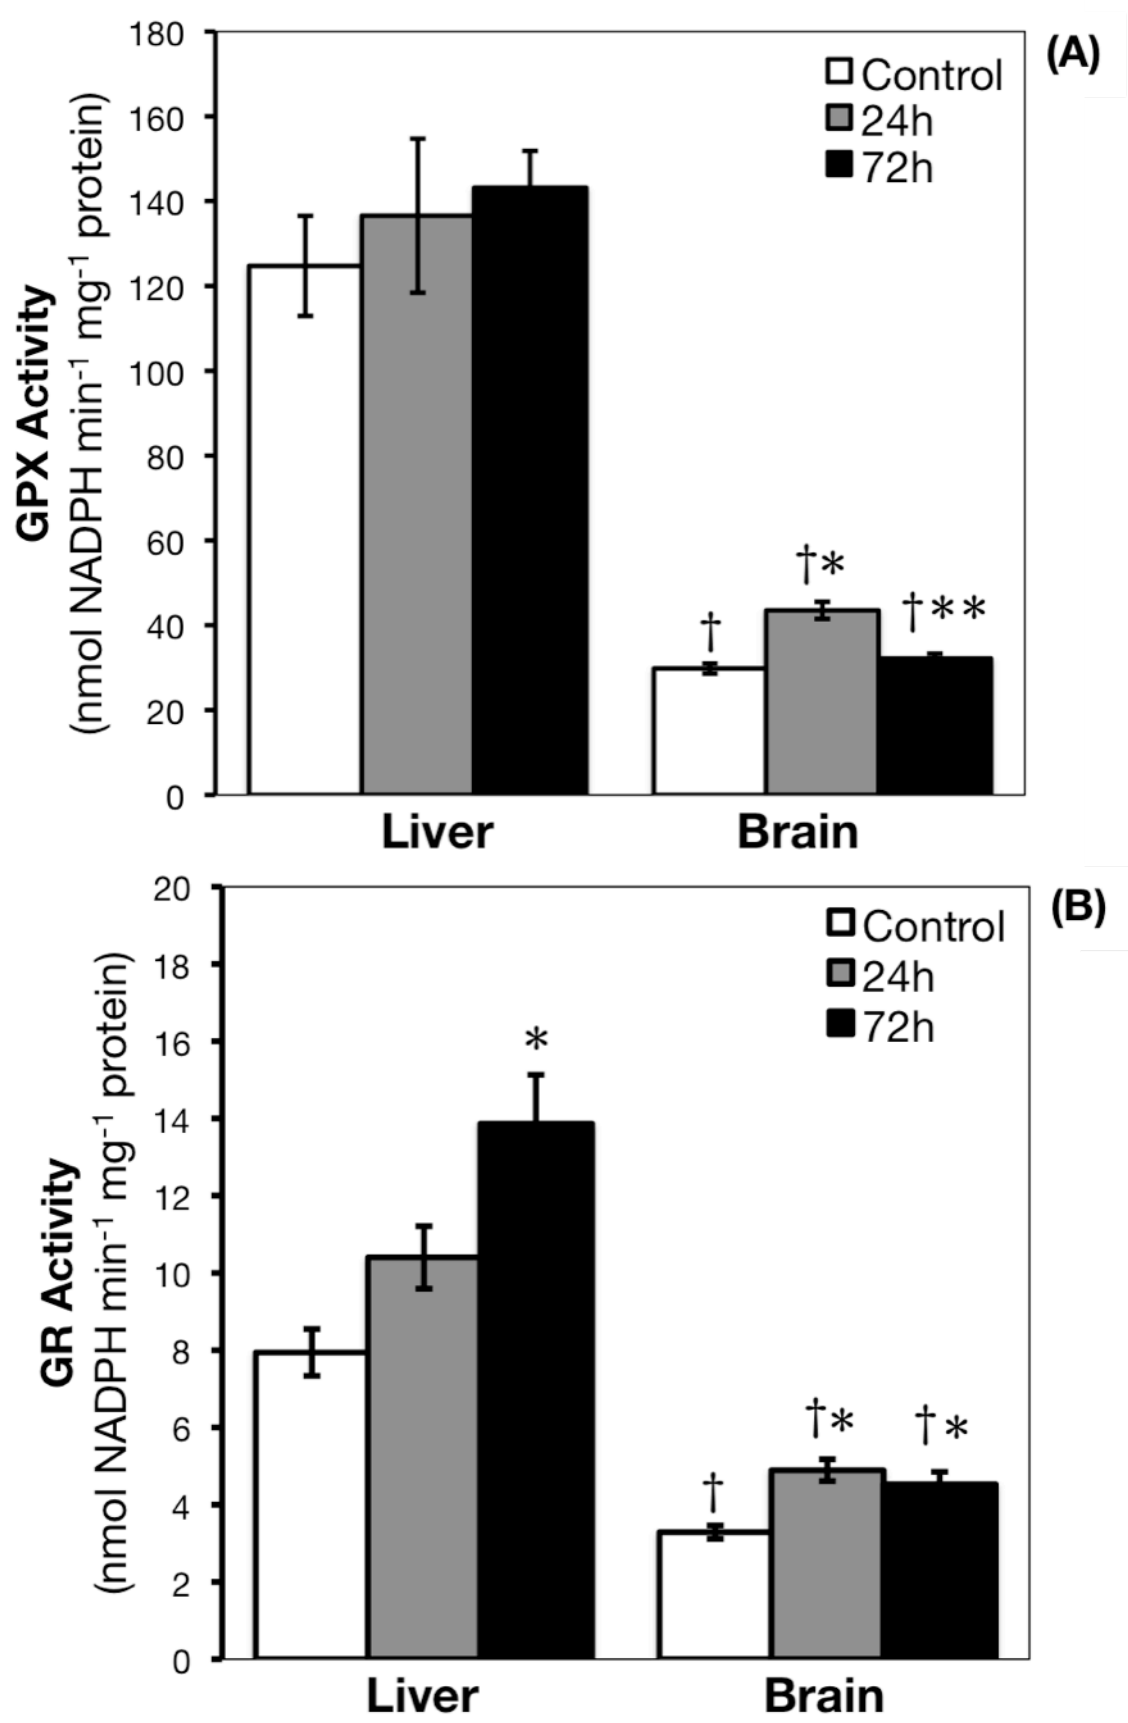 (A)
GPX Activity
(nmol NADPH min⁻¹ mg⁻¹ protein)
180
160
140
120
100
80
60
40
20
0
Control
24h
72h
†
†*
†**
Liver
Brain
(B)
GR Activity
(nmol NADPH min⁻¹ mg⁻¹ protein)
20
18
16
14
12
10
8
6
4
2
0
Control
24h
72h
*
†
†*
†*
Liver
Brain